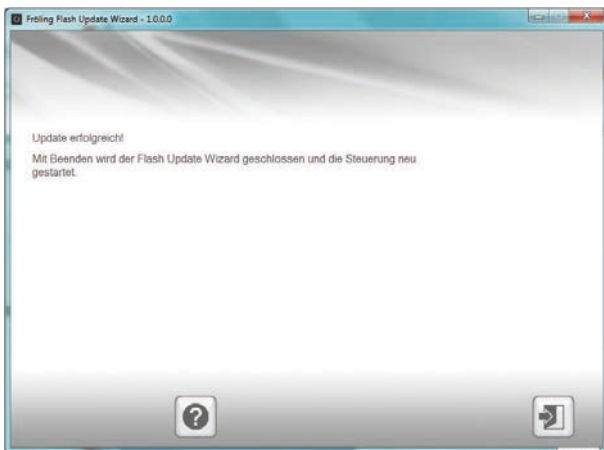 Fröling Flash Update Wizard - 1.0.0.0
Update erfolgreich!
Mit Beenden wird der Flash Update Wizard geschlossen und die Steuerung neu
gestartet.
?